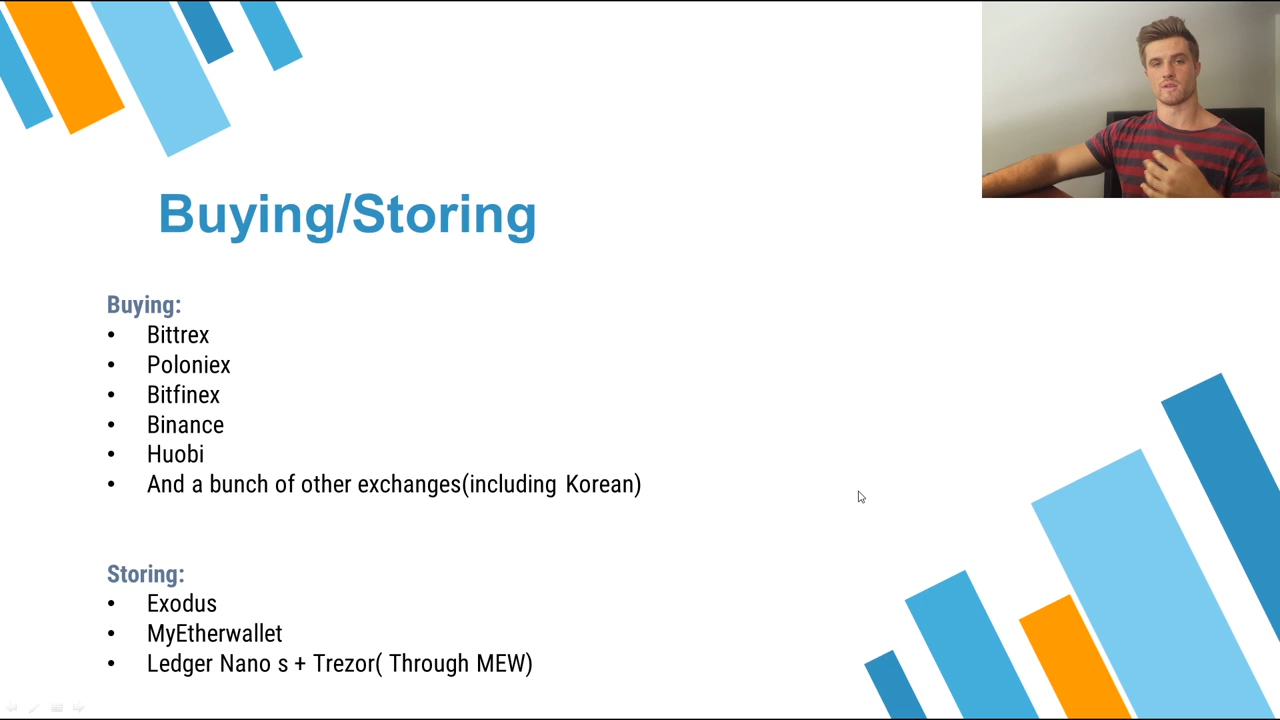 Buying/Storing
Buying:
• Bittrex
• Poloniex
• Bitfinex
• Binance
• Huobi
• And a bunch of other exchanges(including Korean)
Storing:
• Exodus
• MyEtherwallet
• Ledger Nano s + Trezor( Through MEW)